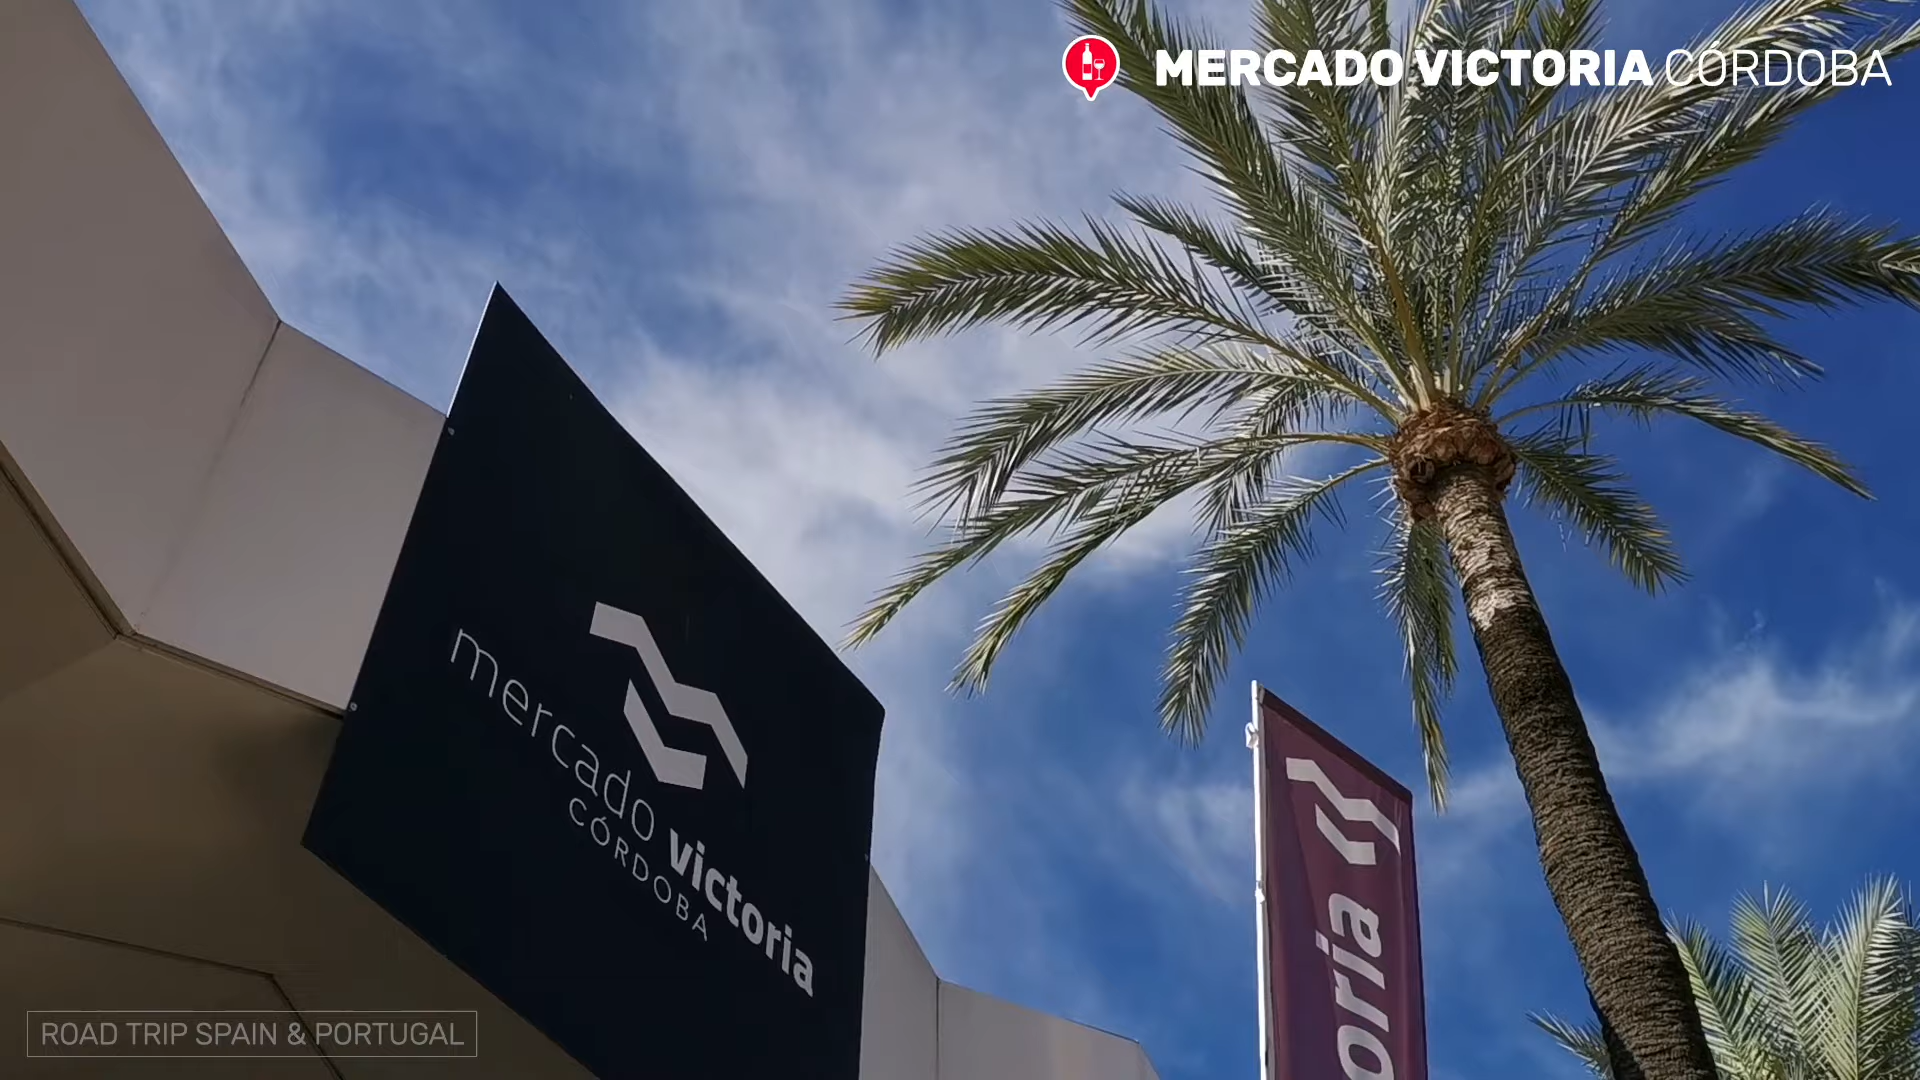 MERCADO VICTORIA CÓRDOBA
mercado victoria
CÓRDOBA
oria
ROAD TRIP SPAIN & PORTUGAL